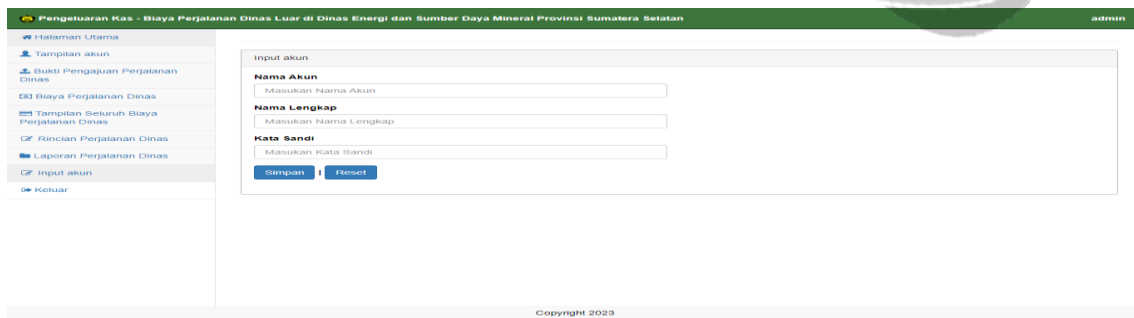 Pengeluaran Kas - Biaya Perjalanan Dinas Luar di Dinas Energi dan Sumber Daya Mineral Provinsi Sumatera Selatan
admin
Halaman Utama
Tampilan akun
Bukti Pengajuan Perjalanan
Dinas
Biaya Perjalanan Dinas
Tampilan Seluruh Biaya
Perjalanan Dinas
Rincian Perjalanan Dinas
Laporan Perjalanan Dinas
Input akun
Keluar
Input akun
Nama Akun
Masukan Nama Akun
Nama Lengkap
Masukan Nama Lengkap
Kata Sandi
Masukan Kata Sandi
Simpan | Reset
Copyright 2023